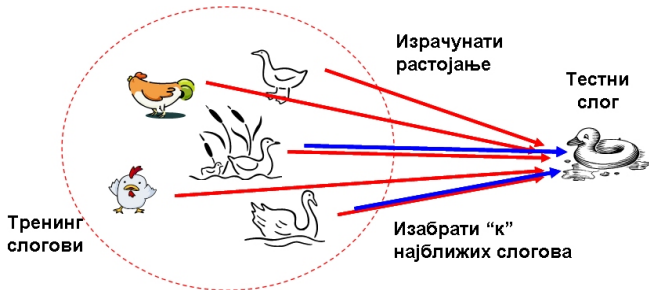 Израчунати
растојање
Тестни
слог
Тренинг
слогови
Изабрати “к”
најближих слогова